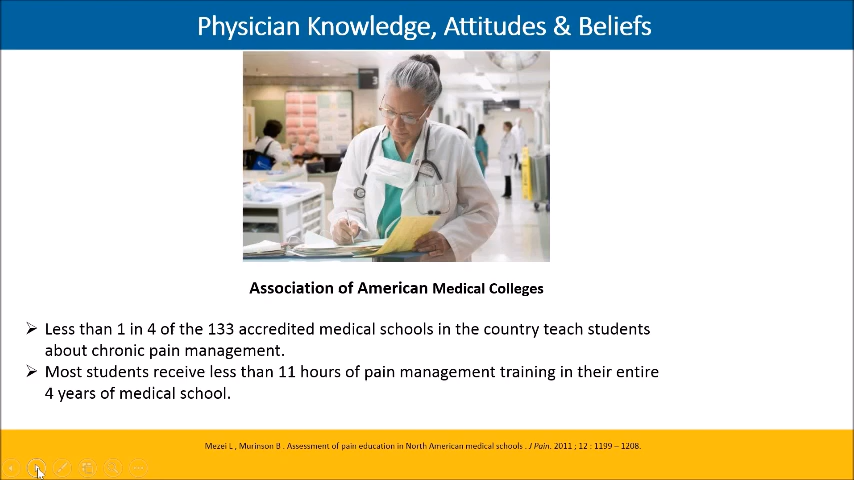 Physician Knowledge, Attitudes & Beliefs
3
Association of American Medical Colleges
➢ Less than 1 in 4 of the 133 accredited medical schools in the country teach students
about chronic pain management.
➢ Most students receive less than 11 hours of pain management training in their entire
4 years of medical school.
Mezei L , Murinson B . Assessment of pain education in North American medical schools . J Pain. 2011 ; 12 : 1199 – 1208.